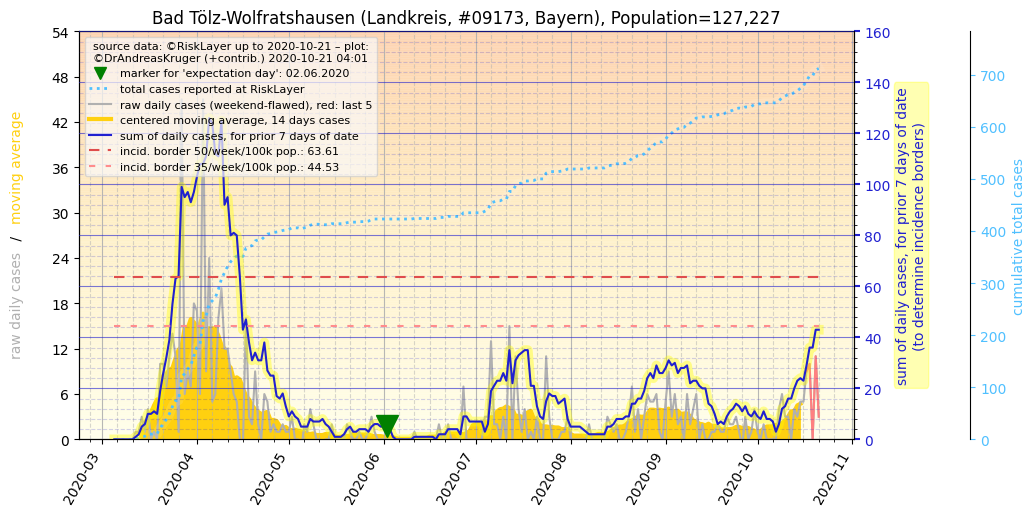 Bad Tölz-Wolfratshausen (Landkreis, #09173, Bayern), Population=127,227
source data: ©RiskLayer up to 2020-10-21 – plot:
©DrAndreasKruger (+contrib.) 2020-10-21 04:01
marker for 'expectation day': 02.06.2020
total cases reported at RiskLayer
raw daily cases (weekend-flawed), red: last 5
centered moving average, 14 days cases
sum of daily cases, for prior 7 days of date
incid. border 50/week/100k pop.: 63.61
incid. border 35/week/100k pop.: 44.53
raw daily cases / moving average
54
48
42
36
30
24
18
12
6
0
160
140
120
100
80
60
40
20
0
sum of daily cases, for prior 7 days of date
(to determine incidence borders)
700
600
500
400
300
200
100
0
cumulative total cases
2020-03
2020-04
2020-05
2020-06
2020-07
2020-08
2020-09
2020-10
2020-11